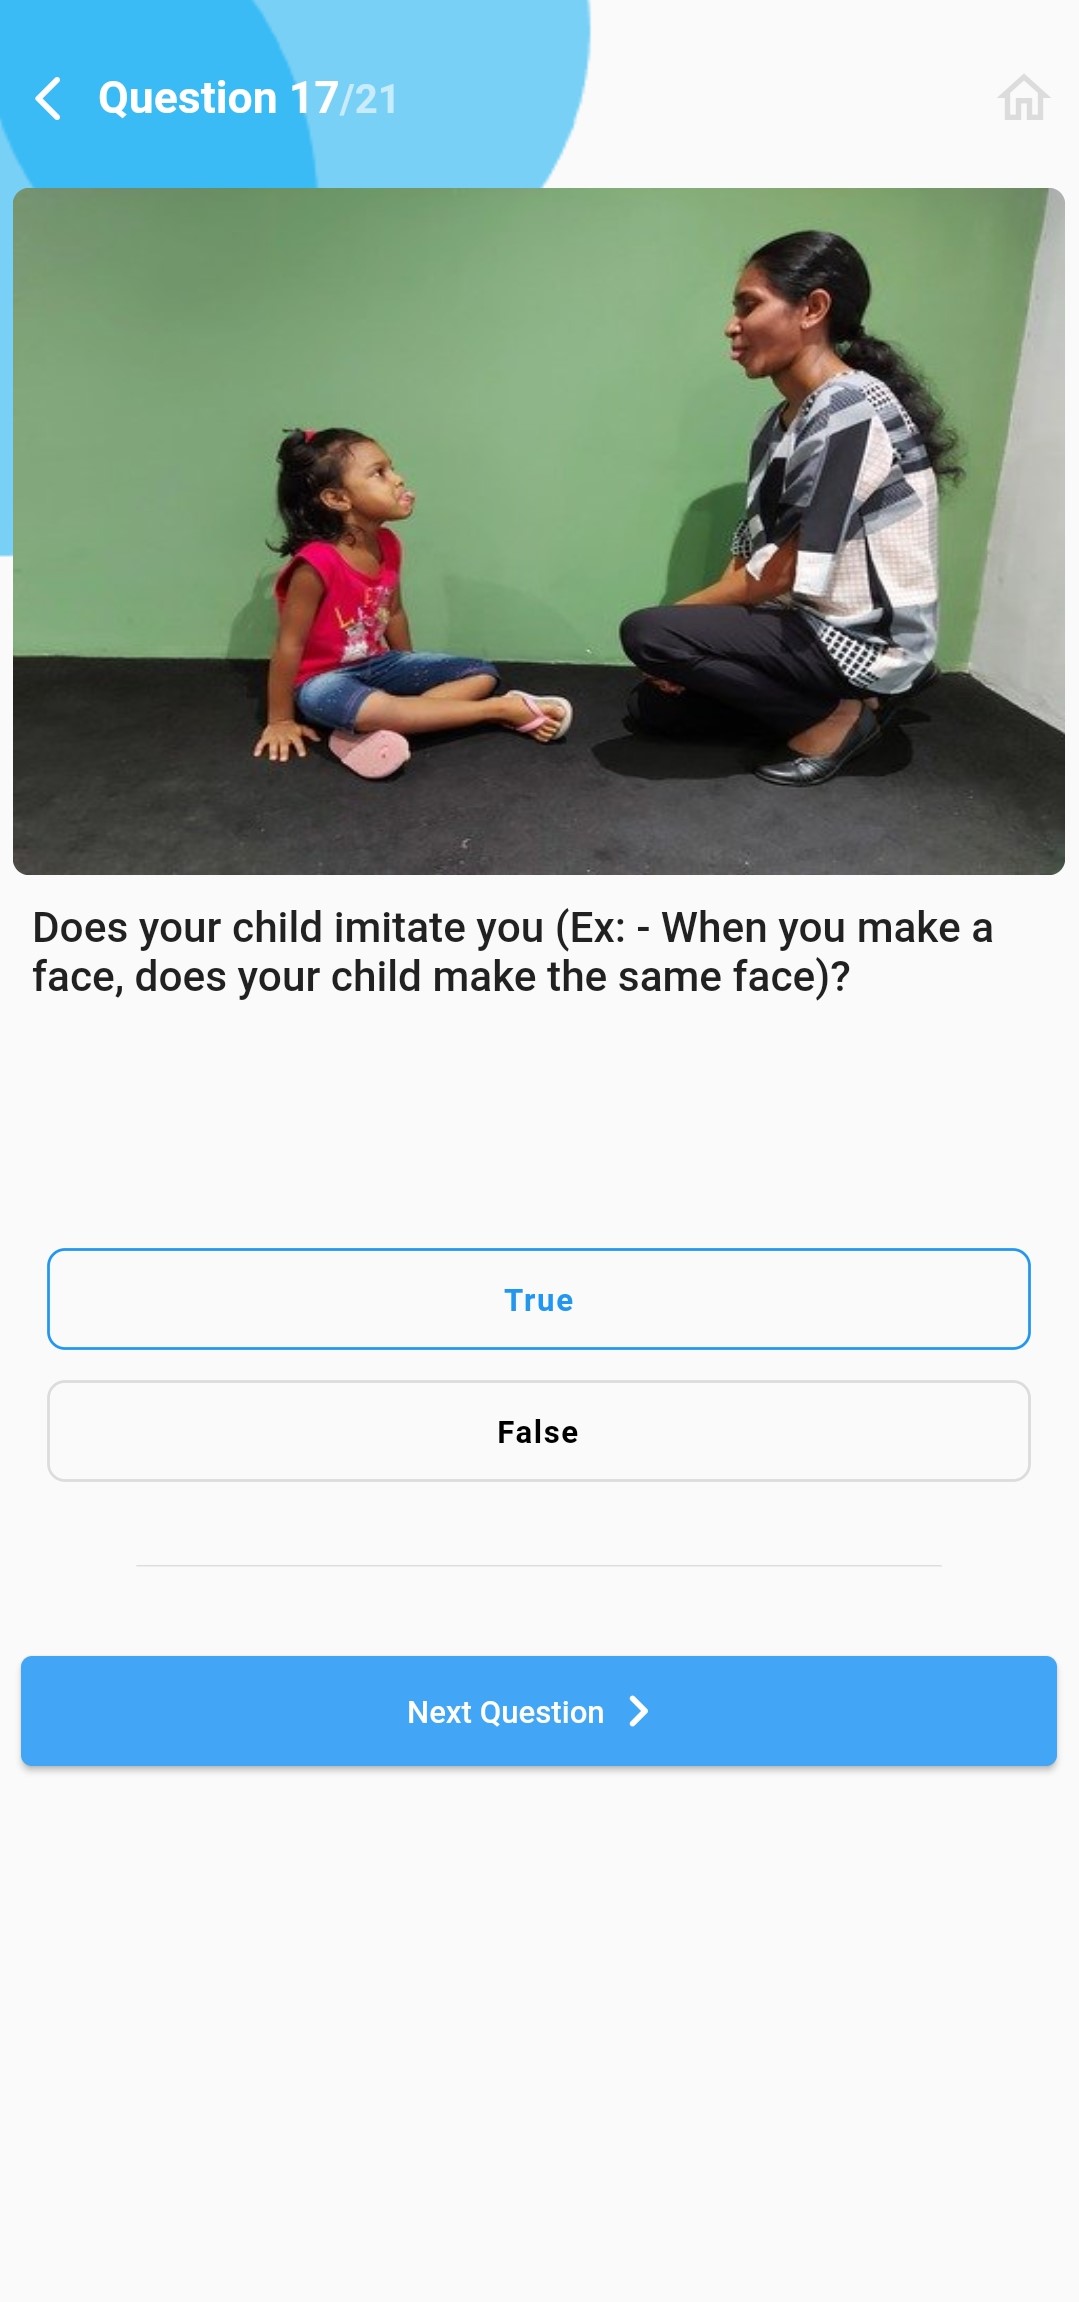 Question 17/21
Does your child imitate you (Ex: - When you make a
face, does your child make the same face)?
True
False
Next Question